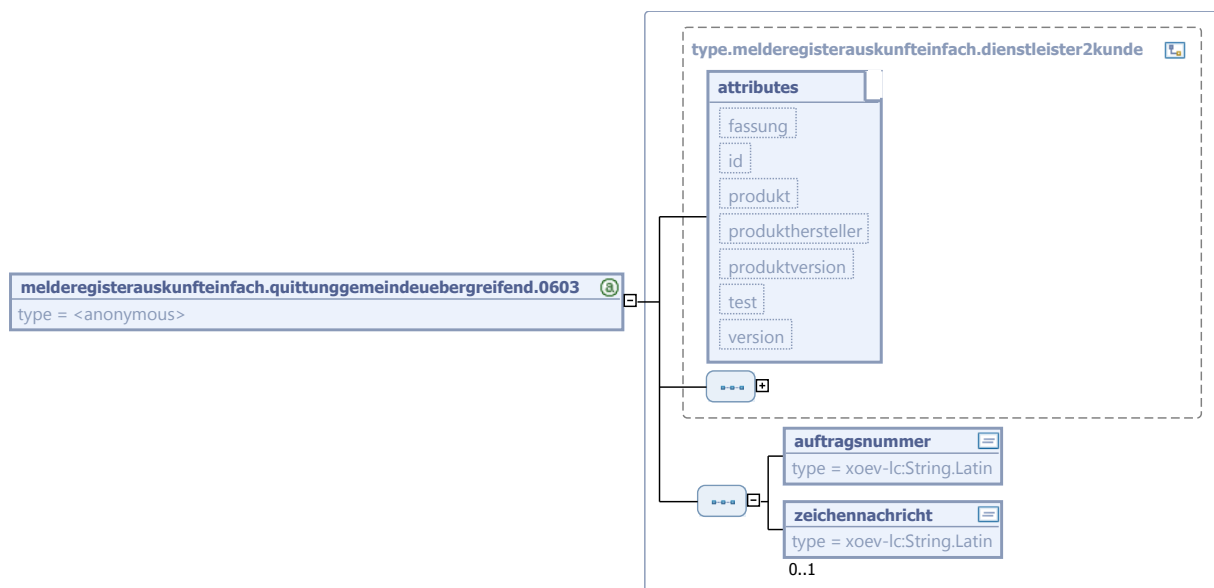 type.melderegisterauskunfteinfach.dienstleister2kunde
attributes
fassung
id
produkt
produkthersteller
produktversion
test
version
melderegisterauskunfteinfach.quittunggemeindeuebergreifend.0603
type = <anonymous>
auftragsnummer
type = xoev-lc:String.Latin
zeichennachricht
type = xoev-lc:String.Latin
0..1